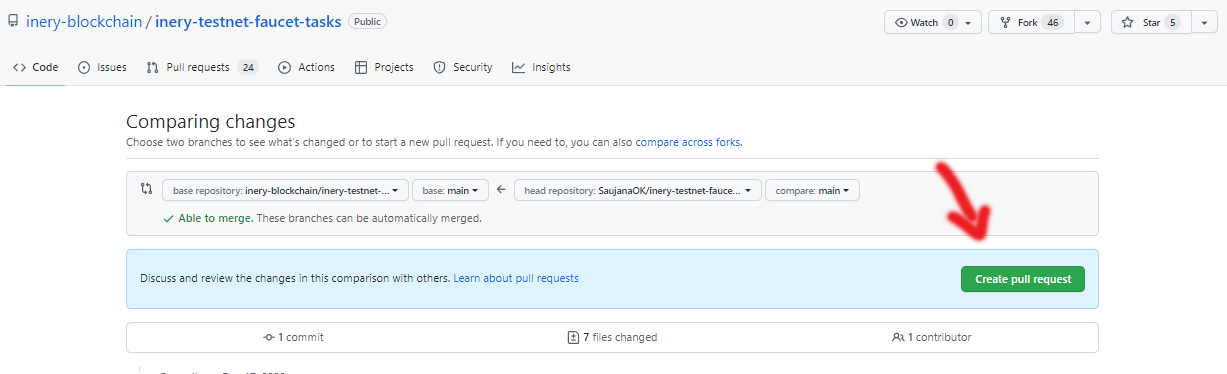 inery-blockchain / inery-testnet-faucet-tasks Public Watch 0 Fork 46 Star 5
Code Issues Pull requests 24 Actions Projects Security Insights
Comparing changes
Choose two branches to see what's changed or to start a new pull request. If you need to, you can also compare across forks.
base repository: inery-blockchain/inery-testnet-... base: main head repository: SaujanaOK/inery-testnet-fauce... compare: main
Able to merge. These branches can be automatically merged.
Discuss and review the changes in this comparison with others. Learn about pull requests Create pull request
1 commit 7 files changed 1 contributor